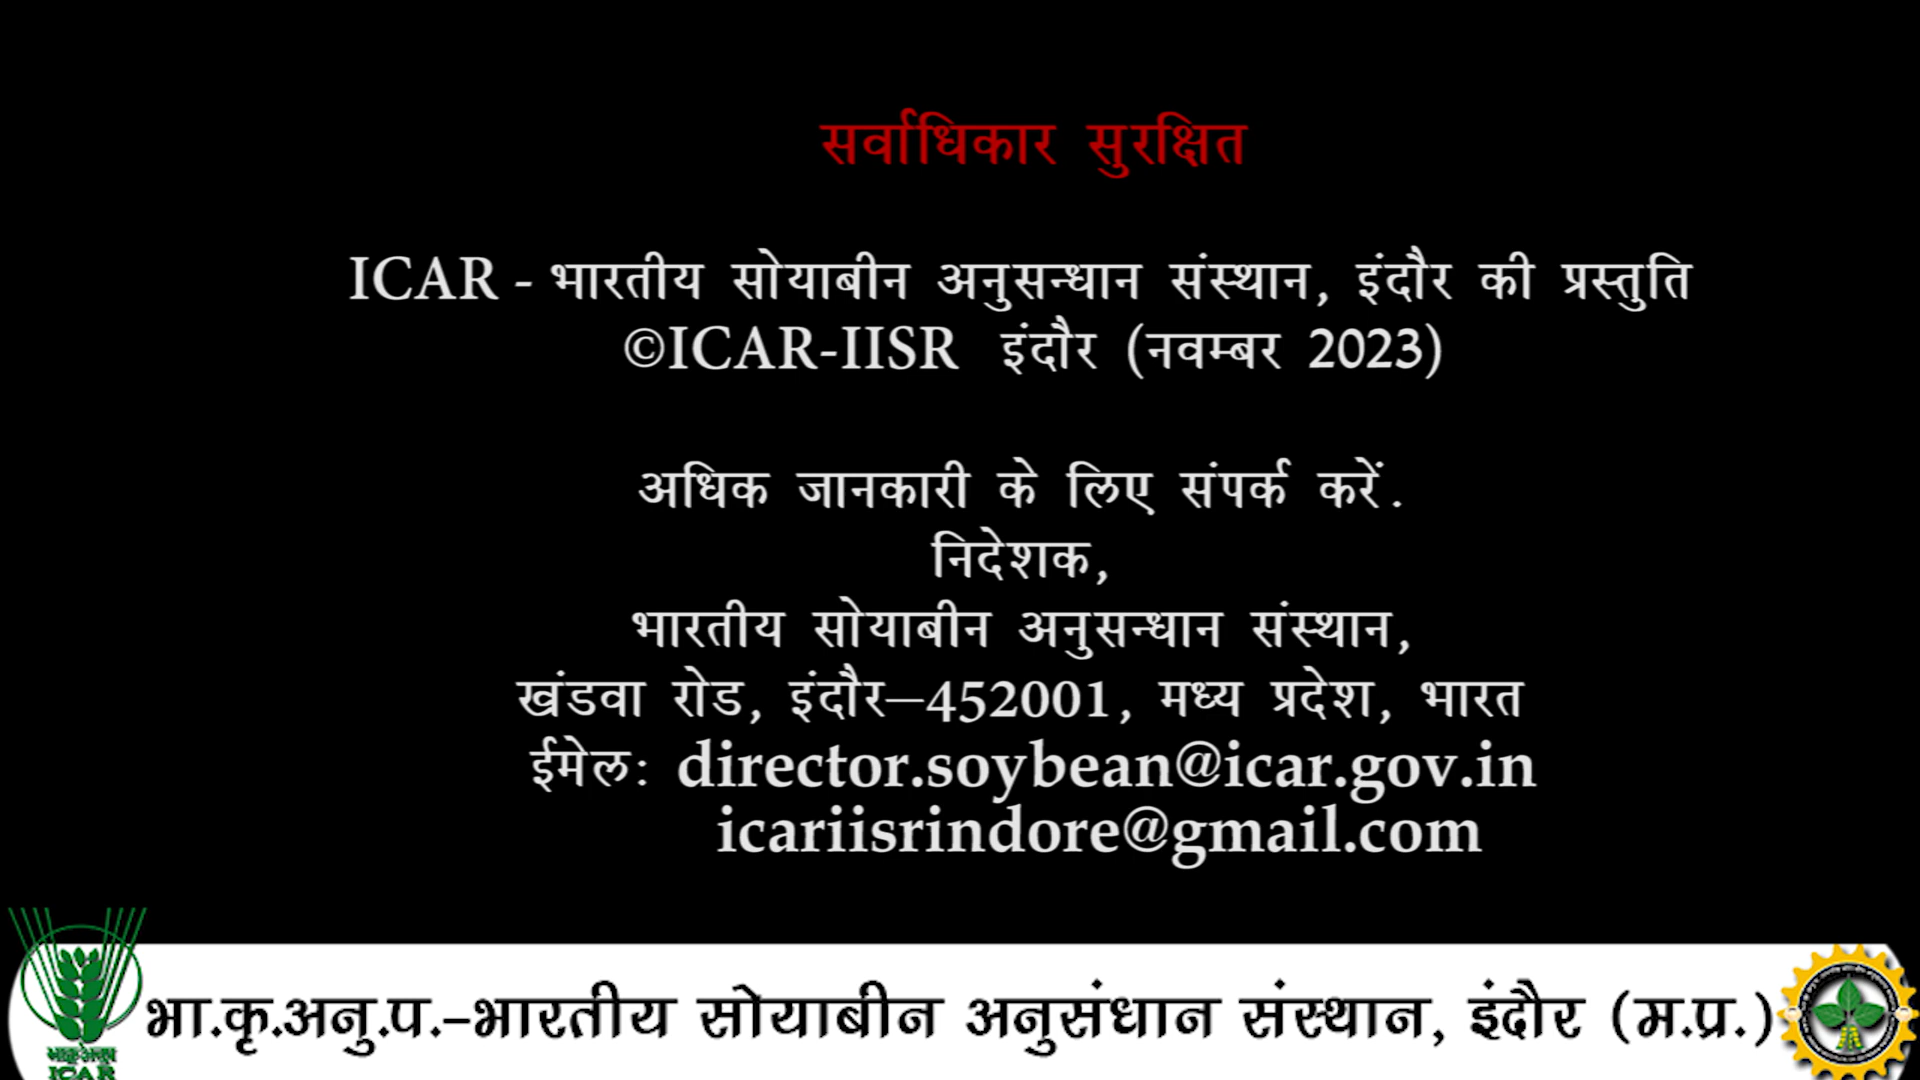 सर्वाधिकार सुरक्षित
ICAR - भारतीय सोयाबीन अनुसन्धान संस्थान, इंदौर की प्रस्तुति
©ICAR-IISR इंदौर (नवम्बर 2023)
अधिक जानकारी के लिए संपर्क करें.
निदेशक,
भारतीय सोयाबीन अनुसन्धान संस्थान,
खंडवा रोड, इंदौर–452001, मध्य प्रदेश, भारत
ईमेल: director.soybean@icar.gov.in
icariisrindore@gmail.com
भा.कृ.अनु.प.-भारतीय सोयाबीन अनुसंधान संस्थान, इंदौर (म.प्र.)
भाकृअनुप
ICAR